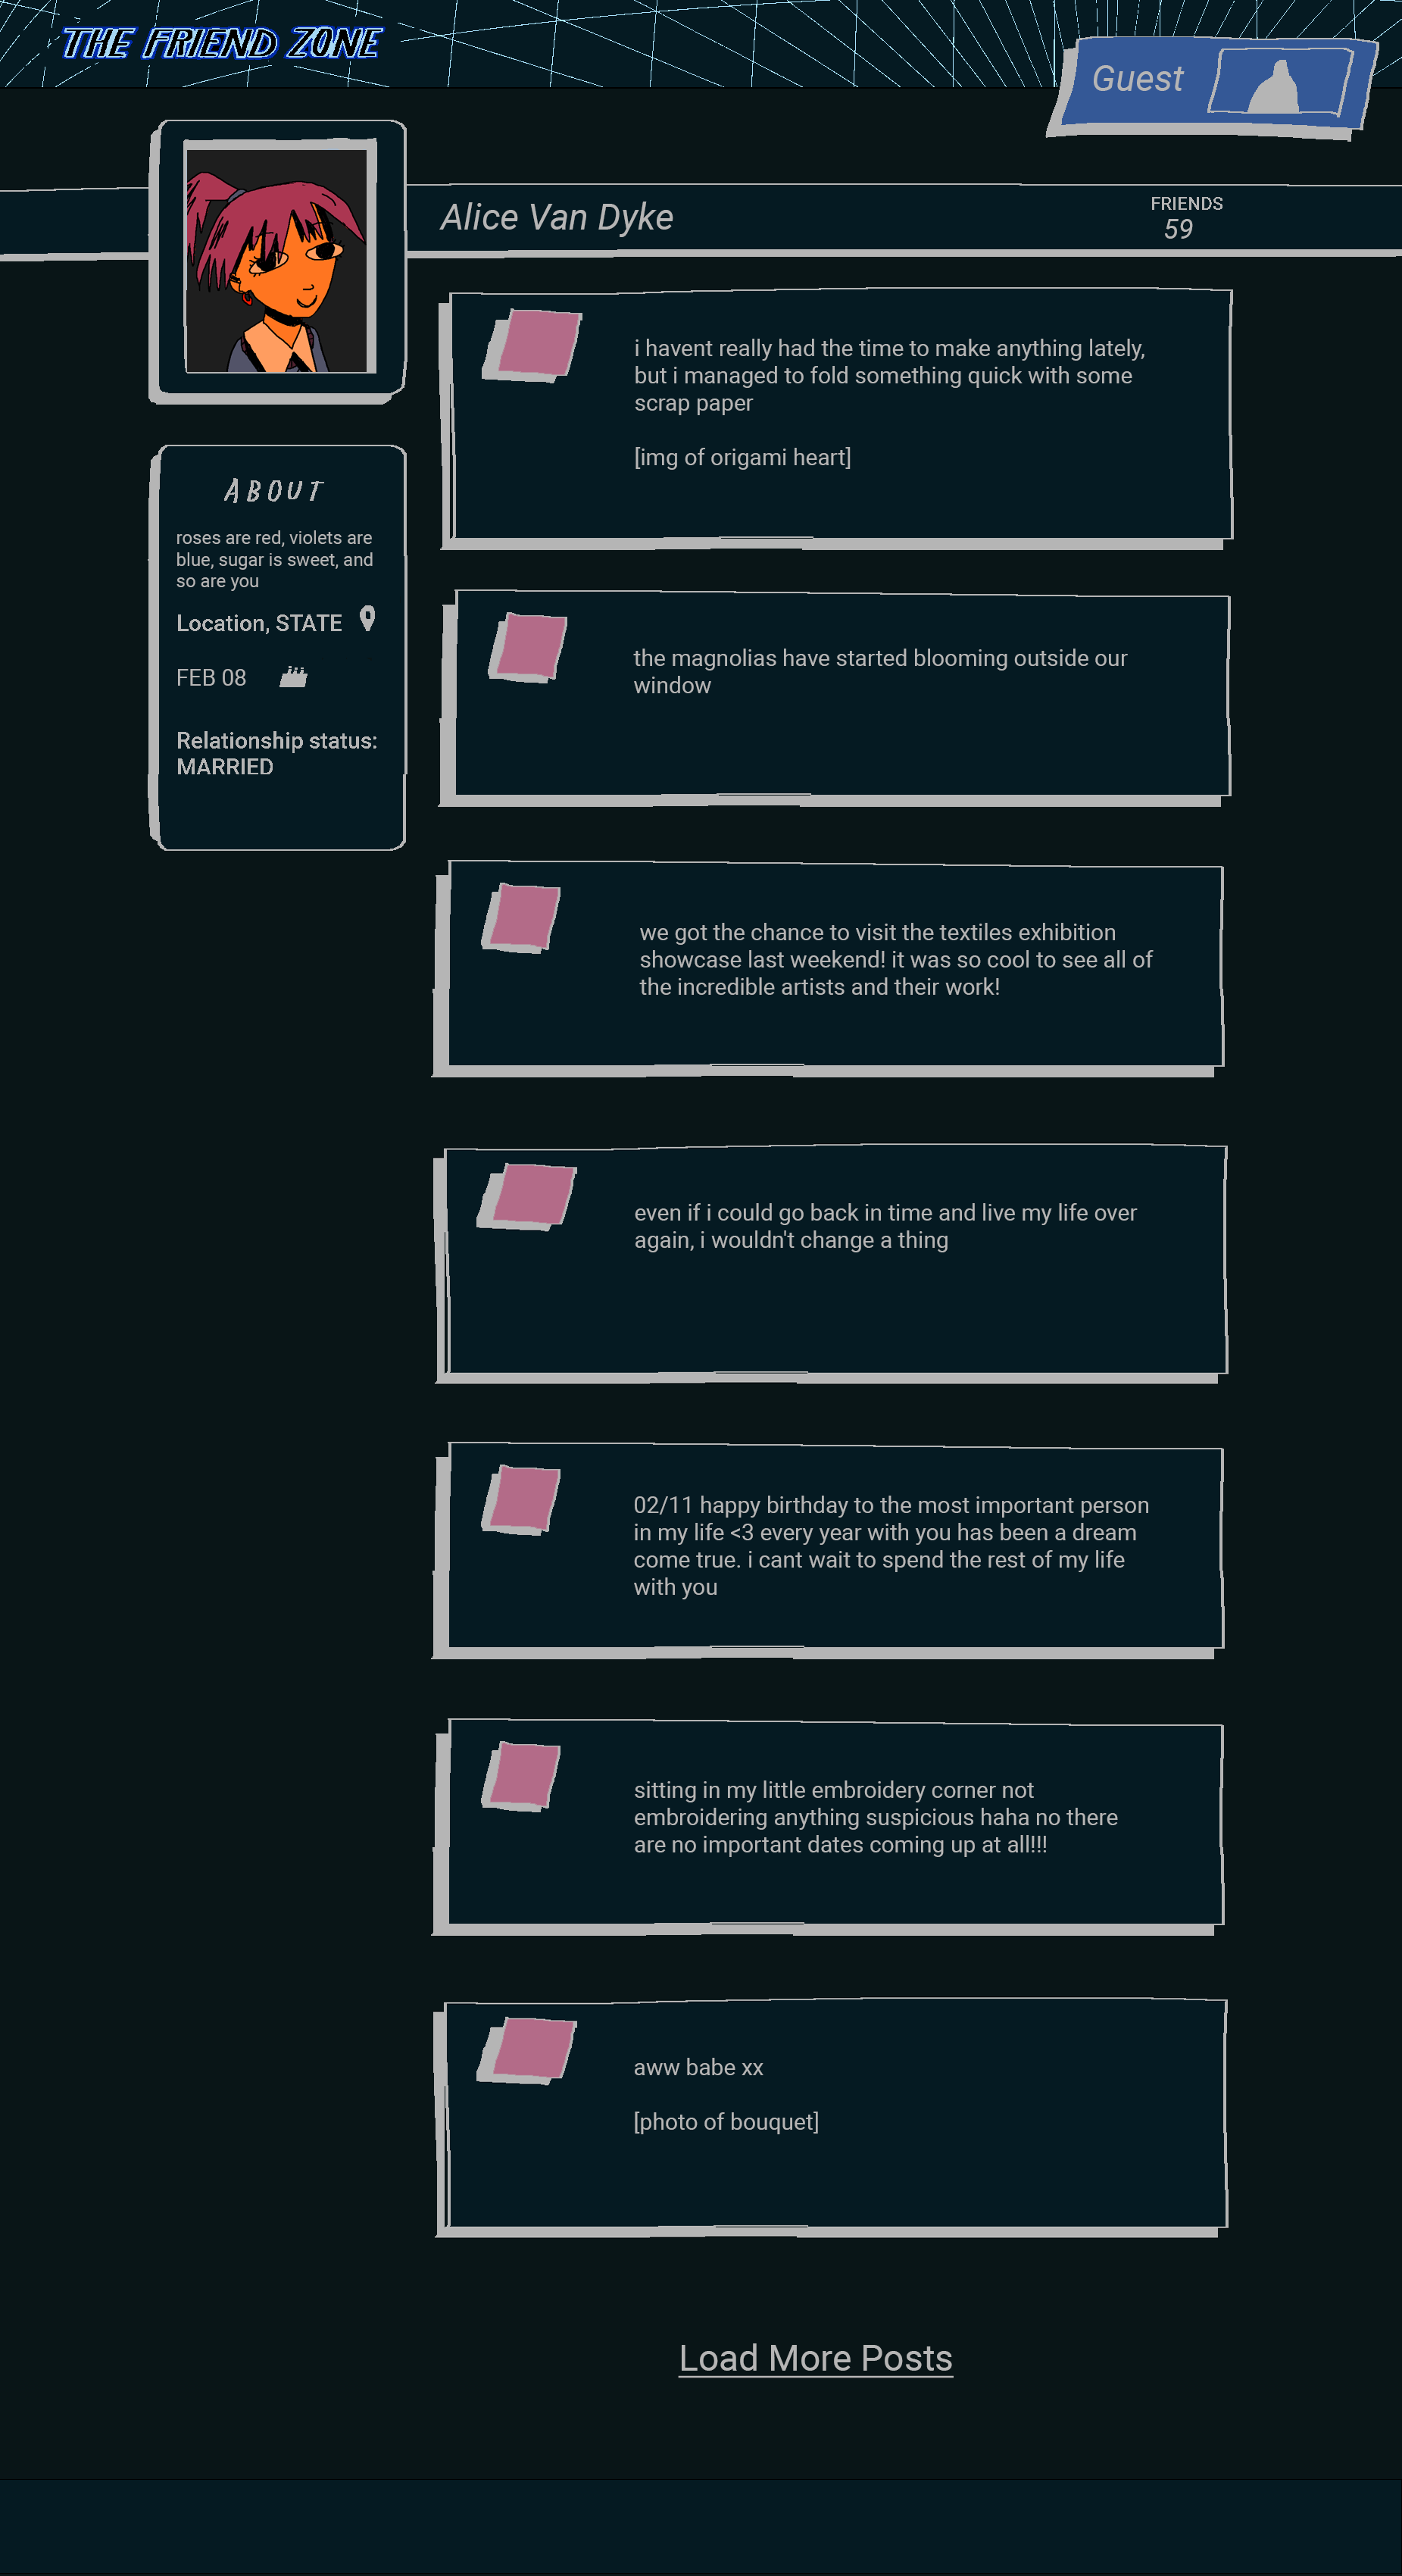 THE FRIEND ZONE
Guest
Alice Van Dyke
FRIENDS
59
ABOUT
roses are red, violets are
blue, sugar is sweet, and
so are you
Location, STATE
FEB 08
Relationship status:
MARRIED
i havent really had the time to make anything lately,
but i managed to fold something quick with some
scrap paper
[img of origami heart]
the magnolias have started blooming outside our
window
we got the chance to visit the textiles exhibition
showcase last weekend! it was so cool to see all of
the incredible artists and their work!
even if i could go back in time and live my life over
again, i wouldn't change a thing
02/11 happy birthday to the most important person
in my life <3 every year with you has been a dream
come true. i cant wait to spend the rest of my life
with you
sitting in my little embroidery corner not
embroidering anything suspicious haha no there
are no important dates coming up at all!!!
aww babe xx
[photo of bouquet]
Load More Posts